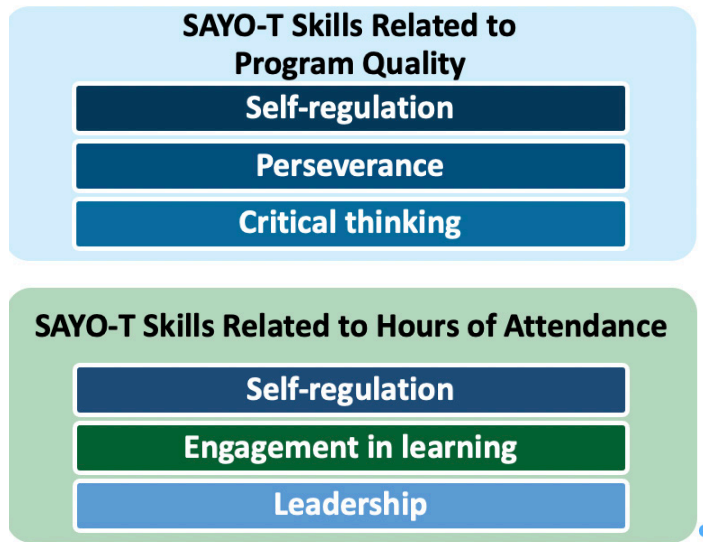 SAYO-T Skills Related to
Program Quality
Self-regulation
Perseverance
Critical thinking
SAYO-T Skills Related to Hours of Attendance
Self-regulation
Engagement in learning
Leadership